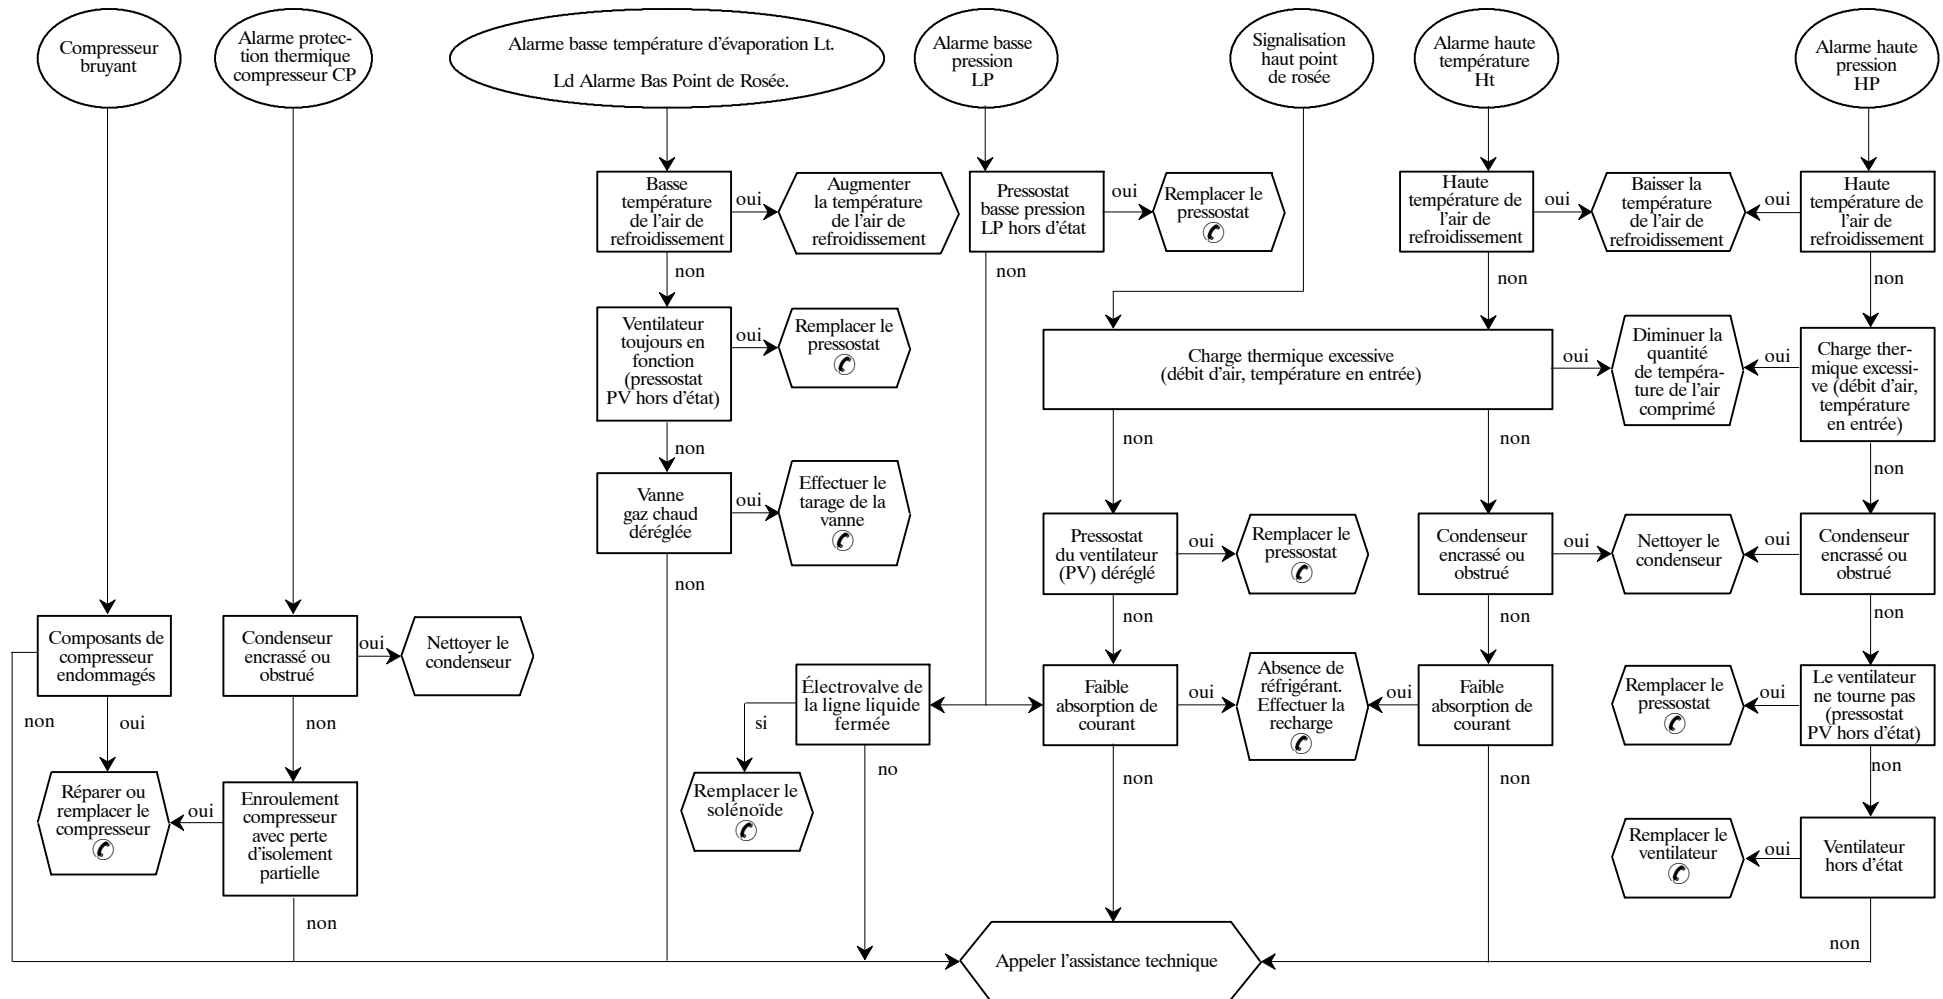 Compresseur
bruyant
Alarme protec-
tion thermique
compresseur CP
Alarme basse température d'évaporation Lt.
Ld Alarme Bas Point de Rosée.
Alarme basse
pression
LP
Signalisation
haut point
de rosée
Alarme haute
température
Ht
Alarme haute
pression
HP
Basse
température
de l'air de
refroidissement
oui
Augmenter
la température
de l'air de
refroidissement
Pressostat
basse pression
LP hors d'état
oui
Remplacer le
pressostat
Haute
température de
l'air de
refroidissement
oui
Baisser la
température
de l'air de
refroidissement
oui
Haute
température de
l'air de
refroidissement
non
non
non
non
Ventilateur
toujours en
fonction
(pressostat
PV hors d'état)
oui
Remplacer le
pressostat
Charge thermique excessive
(débit d'air, température en entrée)
oui
Diminuer la
quantité
de tempéra-
ture de l'air
comprimé
oui
Charge ther-
mique excessi-
ve (débit d'air,
température
en entrée)
non
non
non
non
Vanne
gaz chaud
déréglée
oui
Effectuer le
tarage de la
vanne
Pressostat
du ventilateur
(PV) déréglé
oui
Remplacer le
pressostat
Condenseur
encrassé ou
obstrué
oui
Nettoyer le
condenseur
oui
Condenseur
encrassé ou
obstrué
non
non
non
non
Composants de
compresseur
endommagés
Condenseur
encrassé ou
obstrué
oui
Nettoyer le
condenseur
Électrovalve de
la ligne liquide
fermée
Faible
absorption de
courant
oui
Absence de
réfrigérant.
Effectuer la
recharge
oui
Faible
absorption de
courant
Remplacer le
pressostat
oui
Le ventilateur
ne tourne pas
(pressostat
PV hors d'état)
non
oui
non
si
no
non
non
non
Réparer ou
remplacer le
compresseur
oui
Enroulement
compresseur
avec perte
d'isolement
partielle
Remplacer le
solénoïde
Remplacer le
ventilateur
oui
Ventilateur
hors d'état
non
non
Appeler l'assistance technique